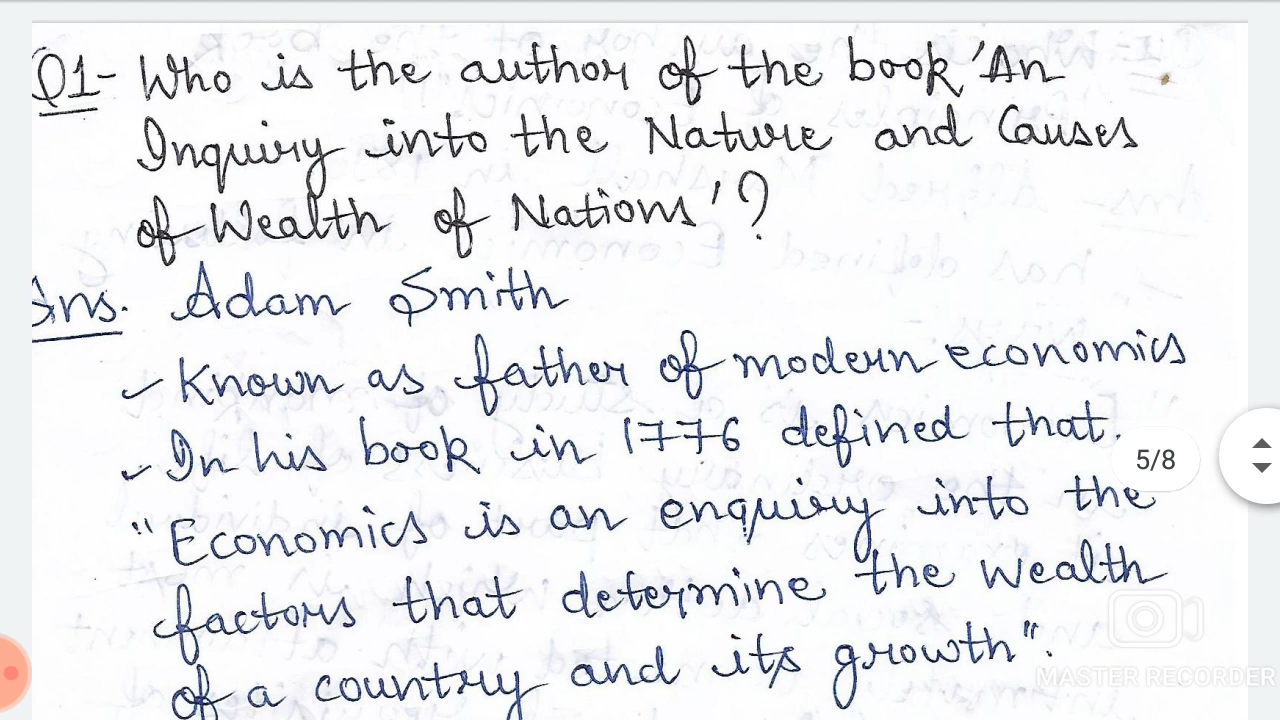 Q1- Who is the author of the book 'An
Inquiry into the Nature and Causes
of Wealth of Nations'?
Ans. Adam Smith
Known as father of modern economics
In his book in 1776 defined that.
5/8
"Economics is an enquiry into the
factors that determine the wealth
of a country and its growth".
MASTER RECORDER